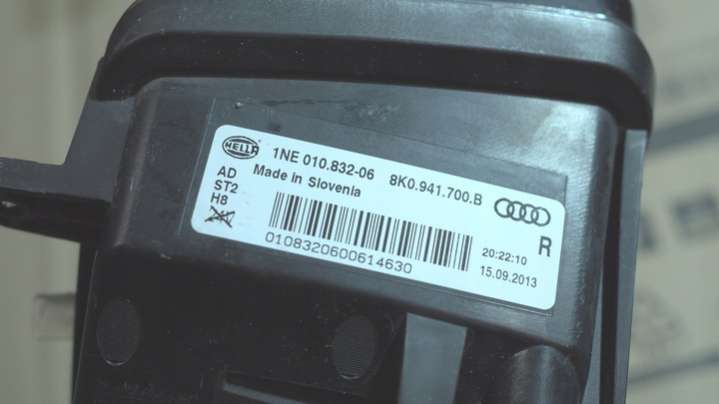 HELLA 1NE 010.832-06 8K0.941.700.B
AD Made in Slovenia
ST2
H8
R
20:22:10
0108320600614630 15.09.2013